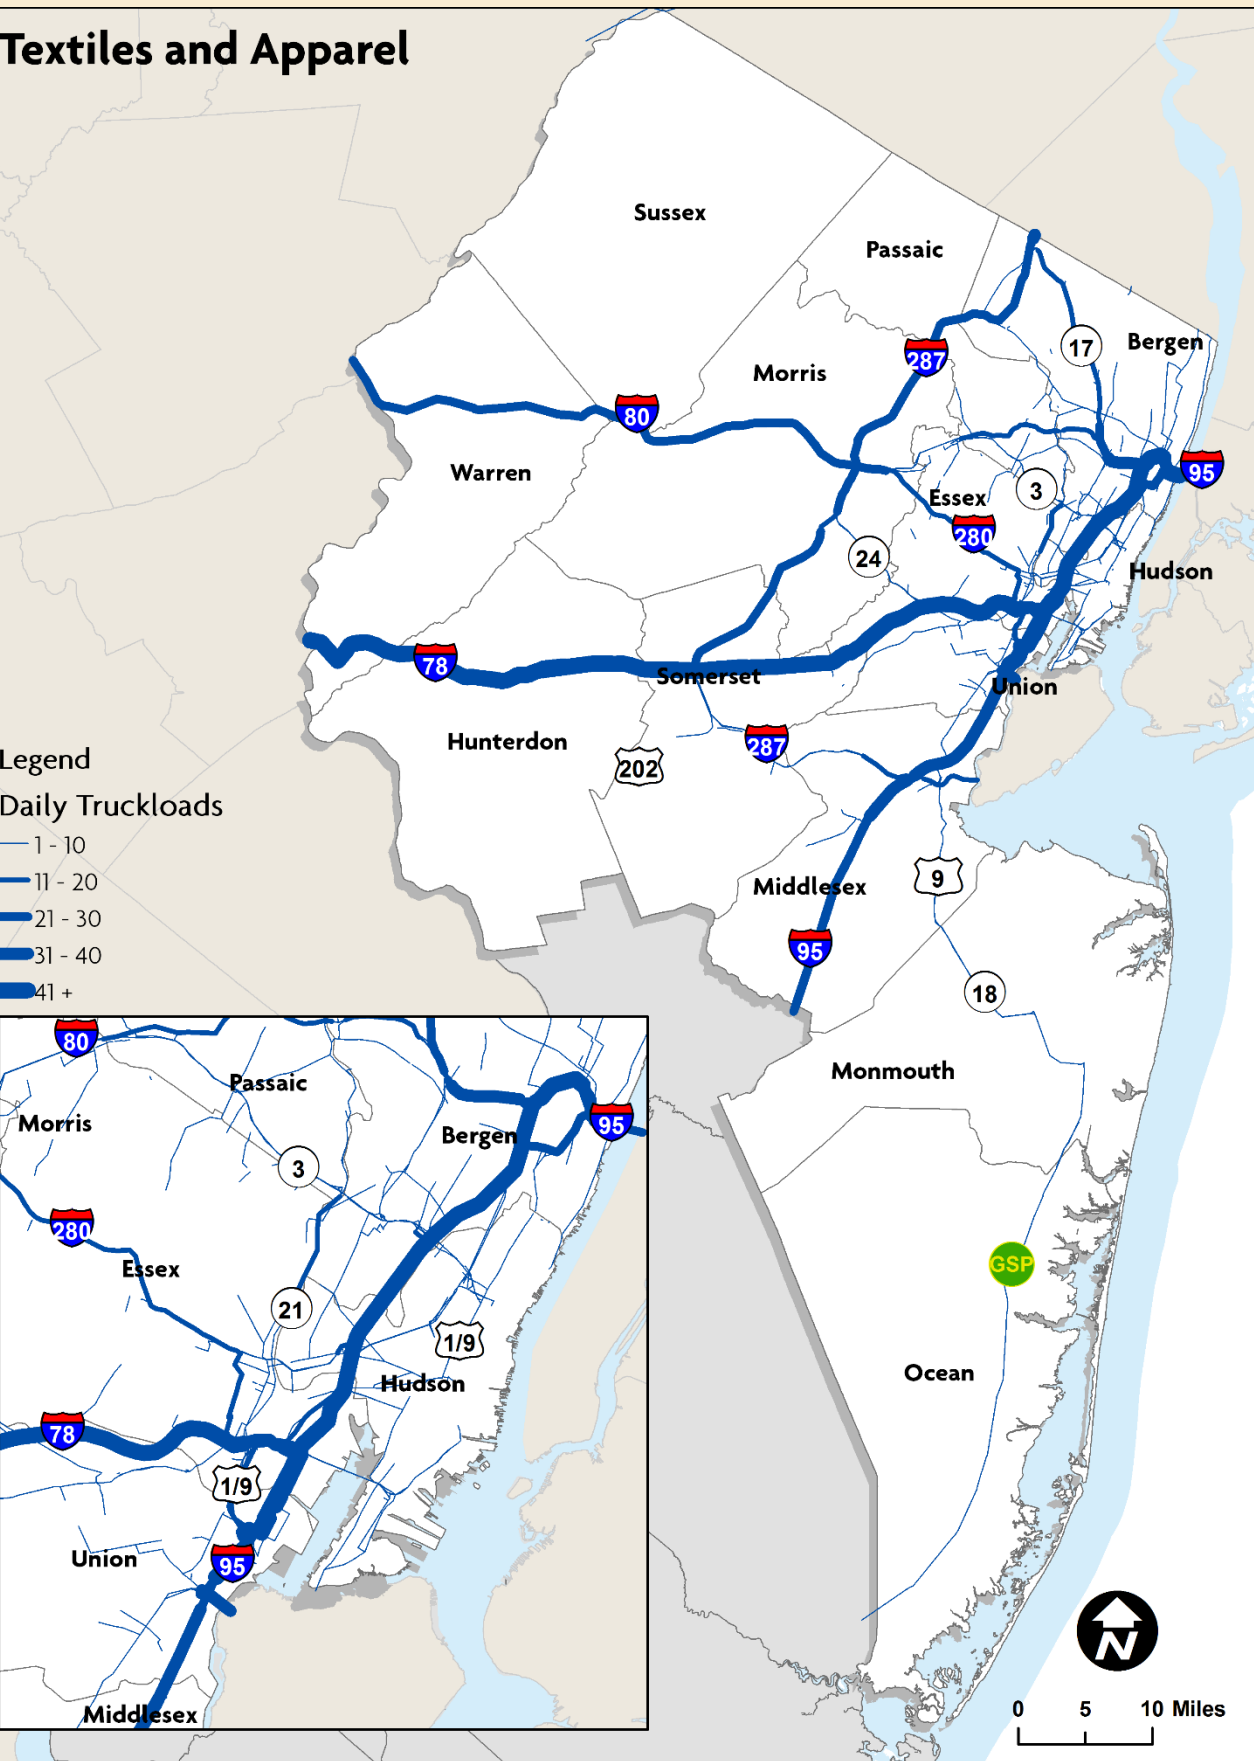 Textiles and Apparel
Sussex
Passaic
17
Bergen
287
Morris
80
95
Warren
Essex
3
280
24
Hudson
78
Somerset
Union
Hunterdon
287
202
Legend
Daily Truckloads
1 - 10
11 - 20
21 - 30
31 - 40
41 +
Middlesex
9
95
18
Monmouth
GSP
Ocean
80
Passaic
Morris
Bergen
95
3
280
Essex
21
1/9
Hudson
78
1/9
Union
95
Middlesex
N
0 5 10 Miles